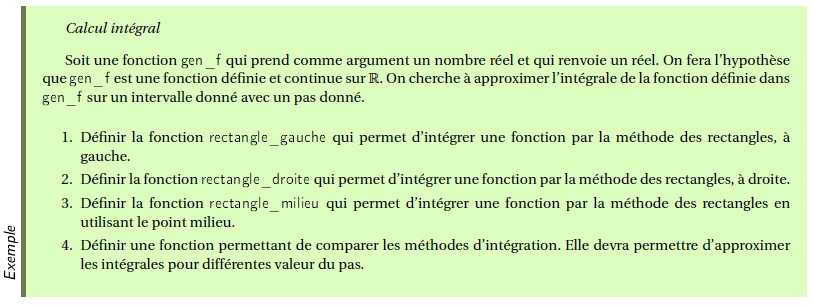 Calcul intégral
Soit une fonction gen_f qui prend comme argument un nombre réel et qui renvoie un réel. On fera l'hypothèse
que gen_f est une fonction définie et continue sur ℝ. On cherche à approximer l'intégrale de la fonction définie dans
gen_f sur un intervalle donné avec un pas donné.
1. Définir la fonction rectangle_gauche qui permet d'intégrer une fonction par la méthode des rectangles, à
gauche.
2. Définir la fonction rectangle_droite qui permet d'intégrer une fonction par la méthode des rectangles, à droite.
3. Définir la fonction rectangle_milieu qui permet d'intégrer une fonction par la méthode des rectangles en
utilisant le point milieu.
4. Définir une fonction permettant de comparer les méthodes d'intégration. Elle devra permettre d'approximer
les intégrales pour différentes valeur du pas.
Exemple